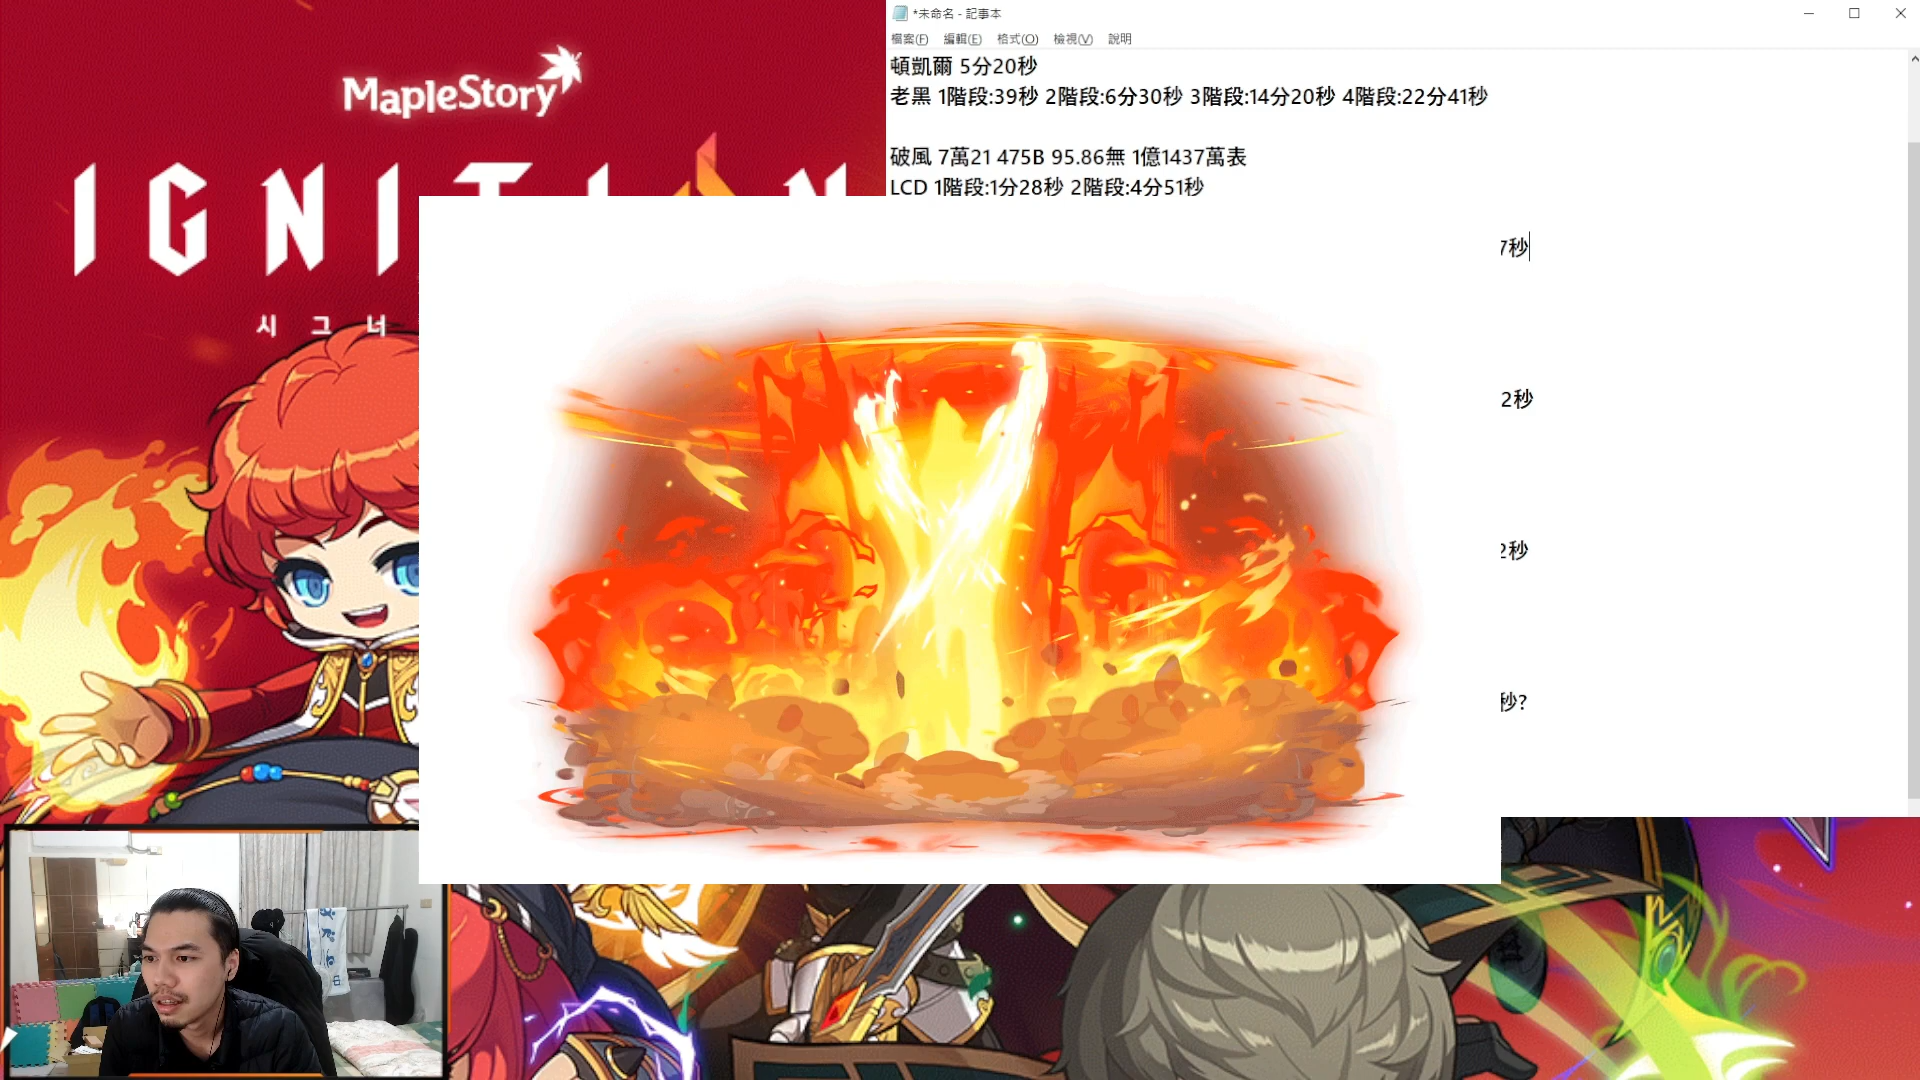 MapleStory
IGNITION
시그너
*未命名 - 記事本
檔案(F) 編輯(E) 格式(O) 檢視(V) 說明
頓凱爾 5分20秒
老黑 1階段:39秒 2階段:6分30秒 3階段:14分20秒 4階段:22分41秒
破風 7萬21 475B 95.86無 1億1437萬表
LCD 1階段:1分28秒 2階段:4分51秒
7秒
2秒
2秒
秒?